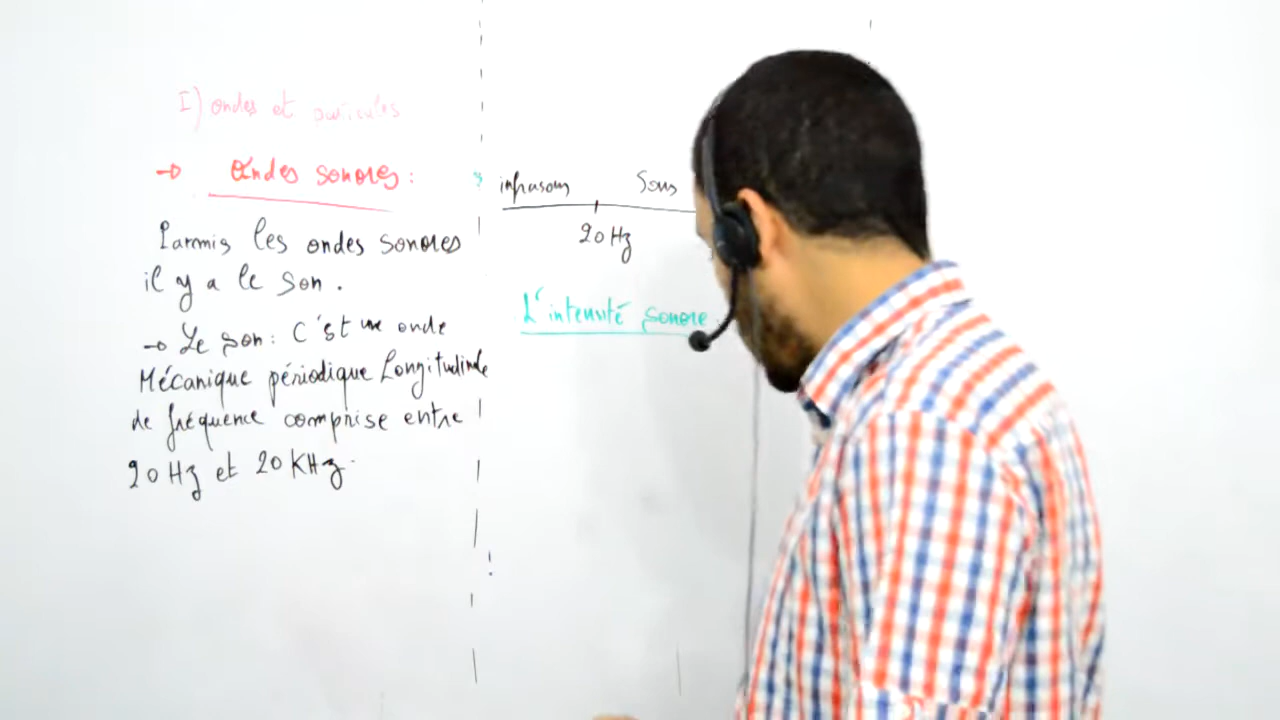 I) ondes et particules
→ Ondes sonores :
Parmis les ondes sonores
il y a le son .
→ Le son : C'est une onde
Mécanique périodique Longitudinale
de fréquence comprise entre
20 Hz et 20 KHz.
infrasons Sons
20 Hz
L'intensité sonore